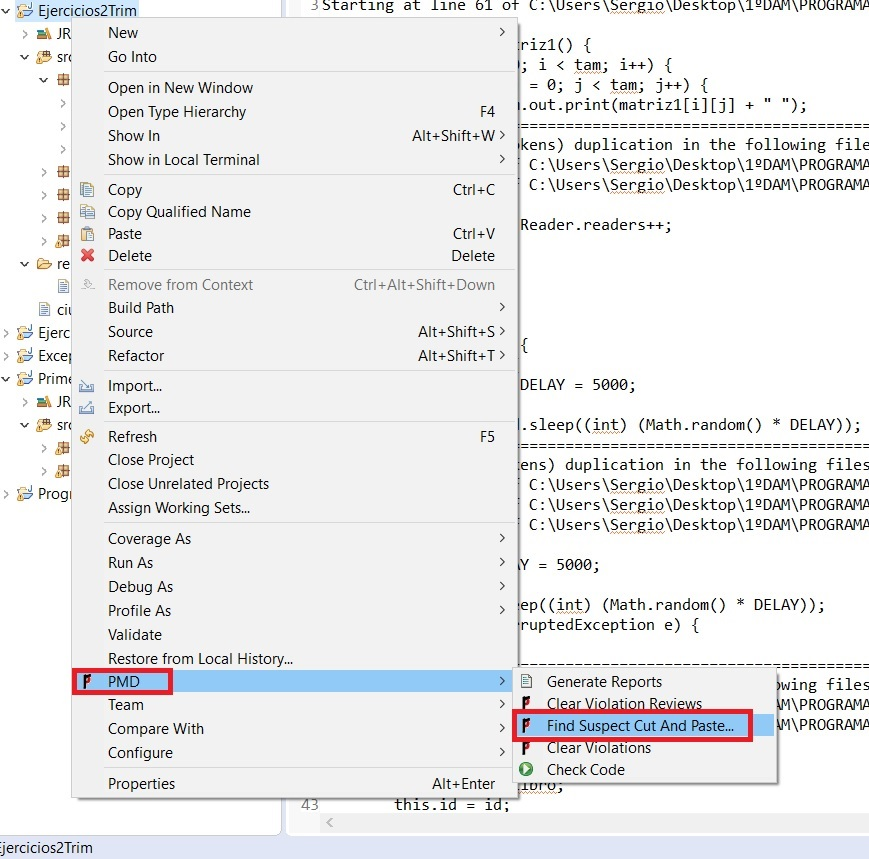 Ejercicios2Trim
JR
src
re
ciu
Ejerc
Excep
Prime
JR
src
Progr
New
Go Into
Open in New Window
Open Type Hierarchy F4
Show In Alt+Shift+W
Show in Local Terminal
Copy Ctrl+C
Copy Qualified Name
Paste Ctrl+V
Delete Delete
Remove from Context Ctrl+Alt+Shift+Down
Build Path
Source Alt+Shift+S
Refactor Alt+Shift+T
Import...
Export...
Refresh F5
Close Project
Close Unrelated Projects
Assign Working Sets...
Coverage As
Run As
Debug As
Profile As
Validate
Restore from Local History...
PMD
Team
Compare With
Configure
Properties Alt+Enter
Generate Reports
Clear Violation Reviews
Find Suspect Cut And Paste...
Clear Violations
Check Code
3 Starting at line 61 of C:\Users\Sergio\Desktop\1ºDAM\PROGRAMA
riz1() {
; i < tam; i++) {
= 0; j < tam; j++) {
.out.print(matriz1[i][j] + " ");
=====================================
kens) duplication in the following files
C:\Users\Sergio\Desktop\1ºDAM\PROGRAMA
C:\Users\Sergio\Desktop\1ºDAM\PROGRAMA
Reader.readers++;
{
DELAY = 5000;
.sleep((int) (Math.random() * DELAY));
=====================================
ens) duplication in the following files
C:\Users\Sergio\Desktop\1ºDAM\PROGRAMA
C:\Users\Sergio\Desktop\1ºDAM\PROGRAMA
C:\Users\Sergio\Desktop\1ºDAM\PROGRAMA
Y = 5000;
ep((int) (Math.random() * DELAY));
ruptedException e) {
=====================================
owing files
AM\PROGRAMA
AM\PROGRAMA
ibro;
43 this.id = id;
jercicios2Trim